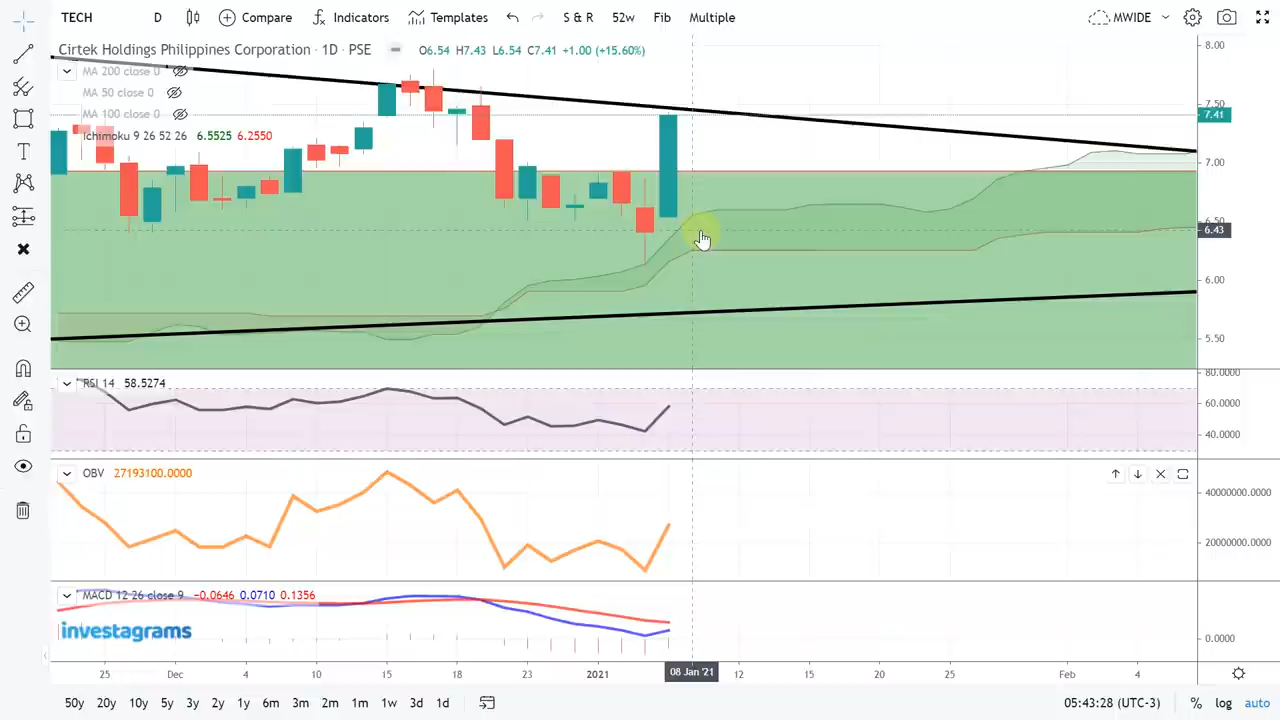 TECH D Compare Indicators Templates S & R 52w Fib Multiple MWIDE
Cirtek Holdings Philippines Corporation · 1D · PSE O6.54 H7.43 L6.54 C7.41 +1.00 (+15.60%)
MA 200 close 0
MA 50 close 0
MA 100 close 0
Ichimoku 9 26 52 26 6.5525 6.2550
8.00
7.50
7.41
7.00
6.50
6.43
6.00
5.50
RSI 14 58.5274
80.0000
60.0000
40.0000
OBV 27193100.0000
40000000.0000
20000000.0000
MACD 12 26 close 9 −0.0646 0.0710 0.1356
investagrams
0.0000
25 Dec 4 10 15 18 23 2021 08 Jan '21 12 15 20 25 Feb 4
50y 20y 10y 5y 3y 2y 1y 6m 3m 2m 1m 1w 3d 1d 05:43:28 (UTC-3) % log auto